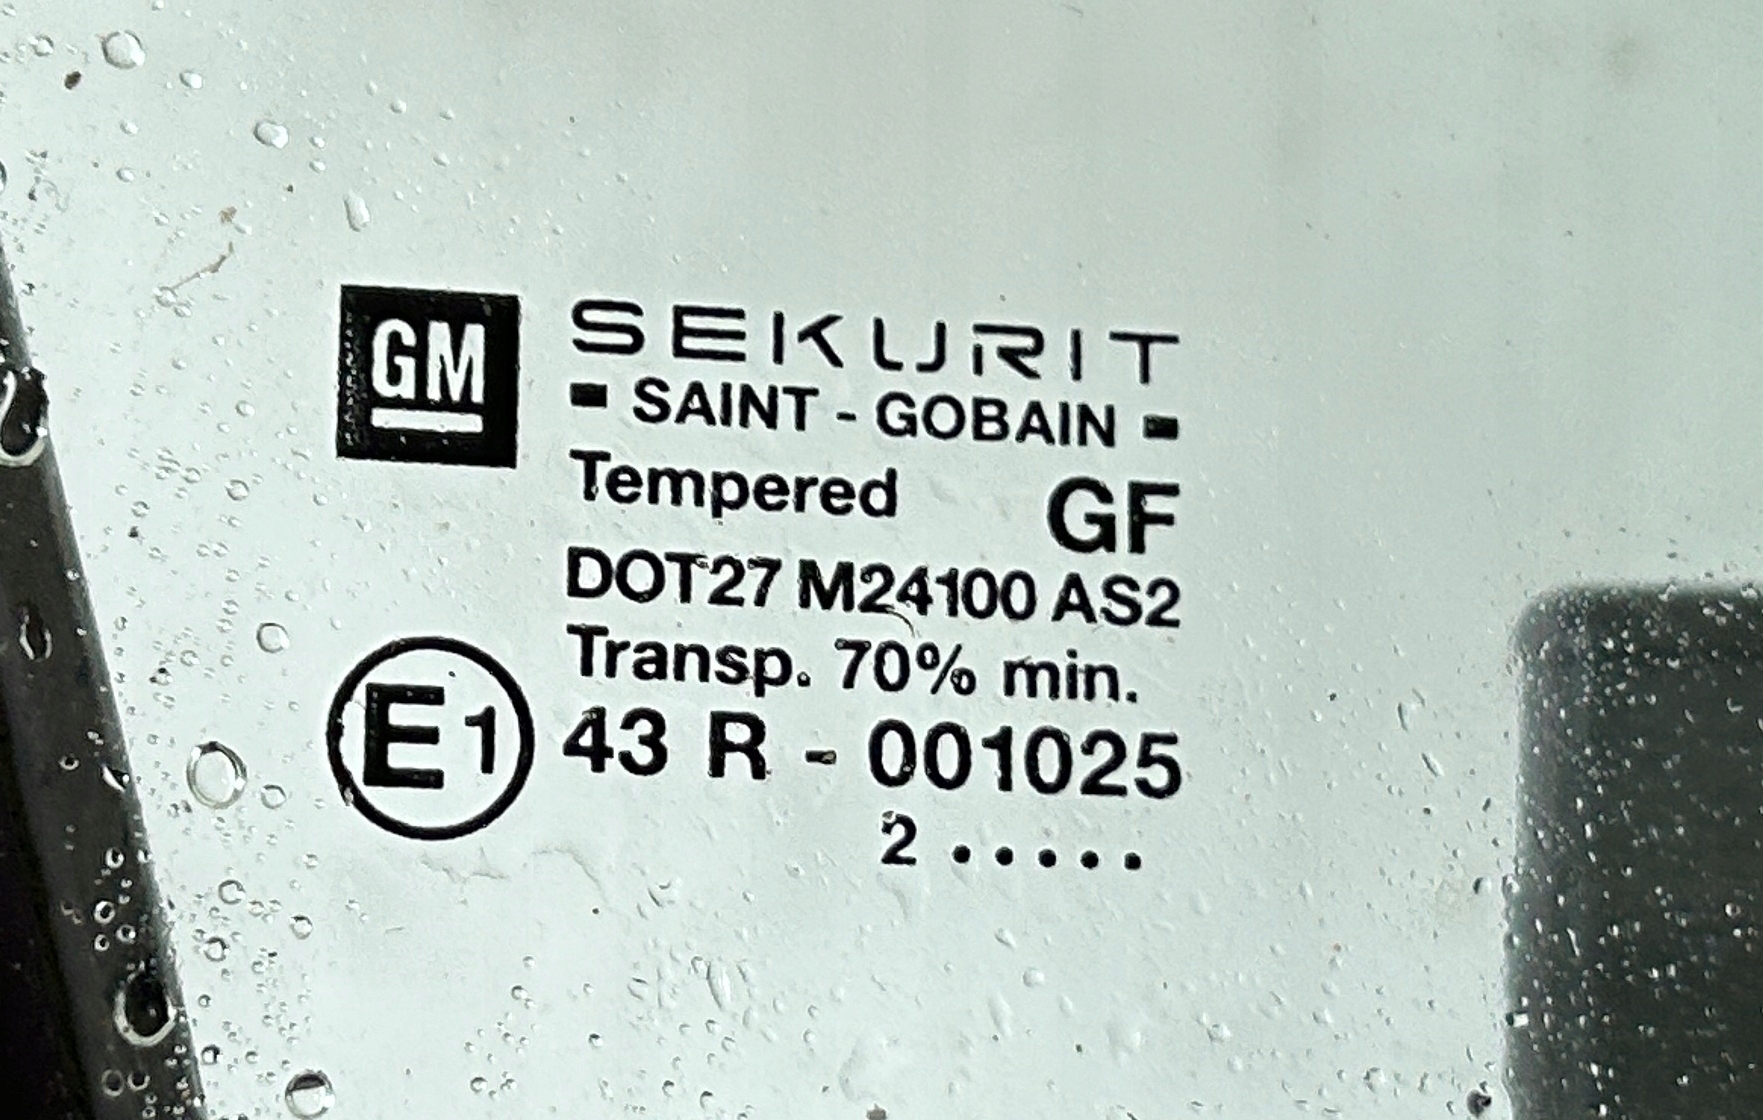 GM
SEKURIT
SAINT - GOBAIN
Tempered GF
DOT27 M24100 AS2
Transp. 70% min.
E1 43 R - 001025
2 . . . . .